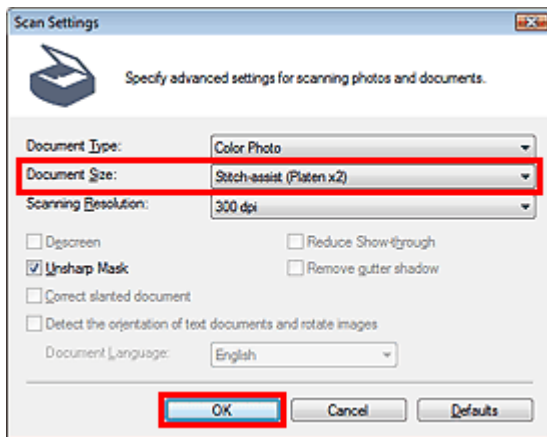 Scan Settings
Specify advanced settings for scanning photos and documents.
Document Type: Color Photo
Document Size: Stitch-assist (Platen x2)
Scanning Resolution: 300 dpi
Descreen Reduce Show-through
Unsharp Mask Remove gutter shadow
Correct slanted document
Detect the orientation of text documents and rotate images
Document Language: English
OK Cancel Defaults